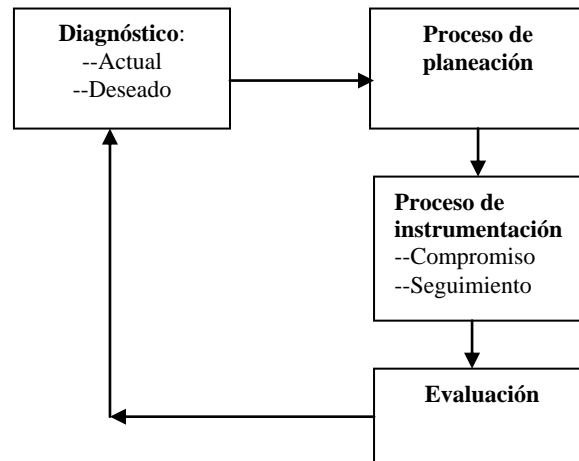 Diagnóstico:
--Actual
--Deseado
Proceso de
planeación
Proceso de
instrumentación
--Compromiso
--Seguimiento
Evaluación